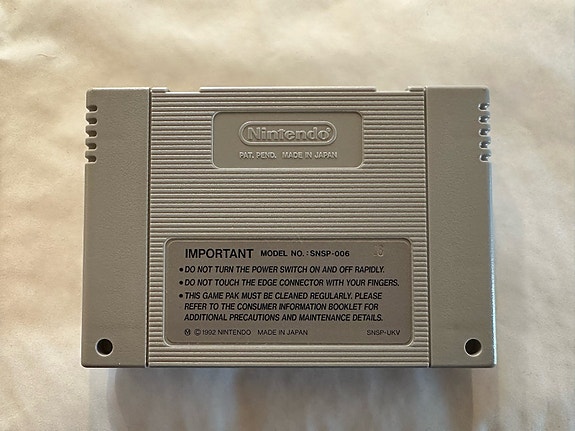 Nintendo®
PAT. PEND. MADE IN JAPAN
IMPORTANT MODEL NO.: SNSP-006
• DO NOT TURN THE POWER SWITCH ON AND OFF RAPIDLY.
• DO NOT TOUCH THE EDGE CONNECTOR WITH YOUR FINGERS.
• THIS GAME PAK MUST BE CLEANED REGULARLY. PLEASE
REFER TO THE CONSUMER INFORMATION BOOKLET FOR
ADDITIONAL PRECAUTIONS AND MAINTENANCE DETAILS.
Ⓜ © 1992 NINTENDO MADE IN JAPAN SNSP-UKV